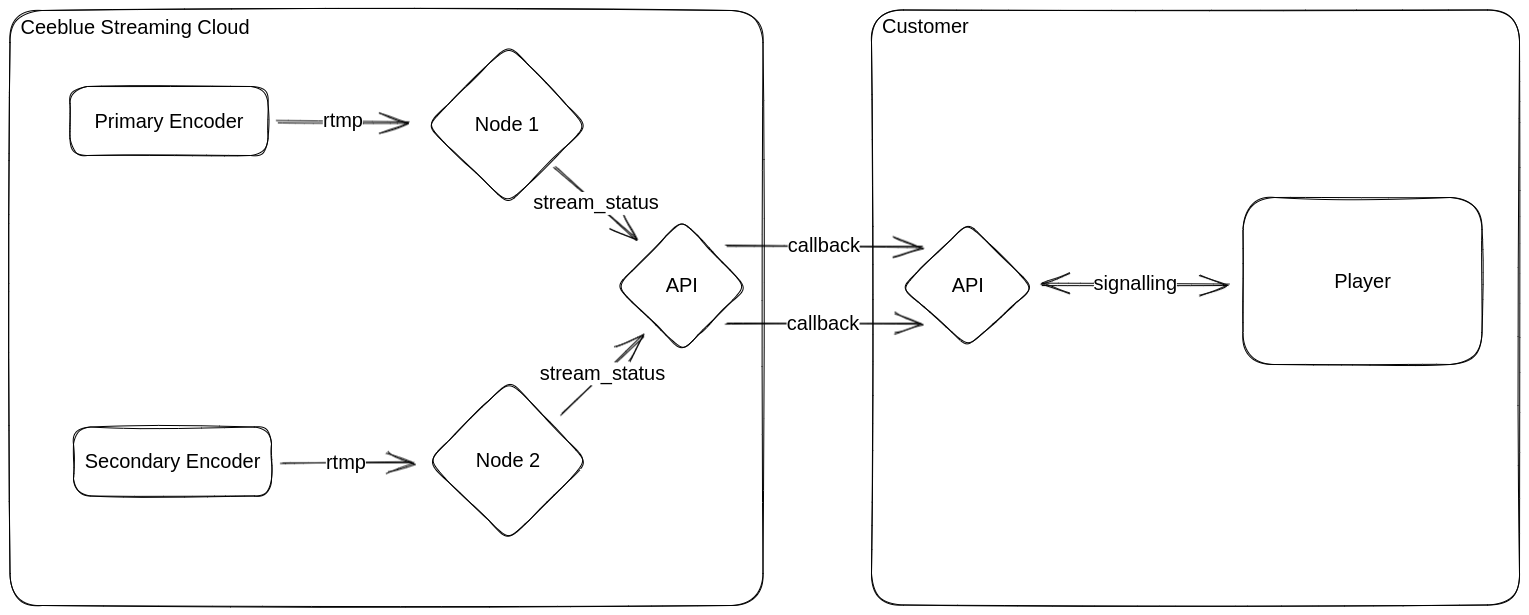 Ceeblue Streaming Cloud
Primary Encoder
rtmp
Node 1
stream_status
API
stream_status
Secondary Encoder
rtmp
Node 2
callback
callback
Customer
API
signalling
Player